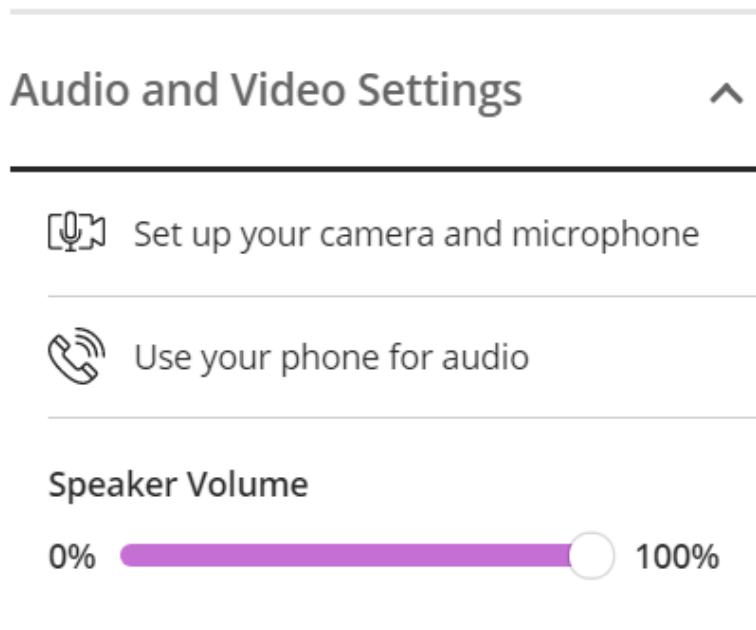 Audio and Video Settings
Set up your camera and microphone
Use your phone for audio
Speaker Volume
0% 100%